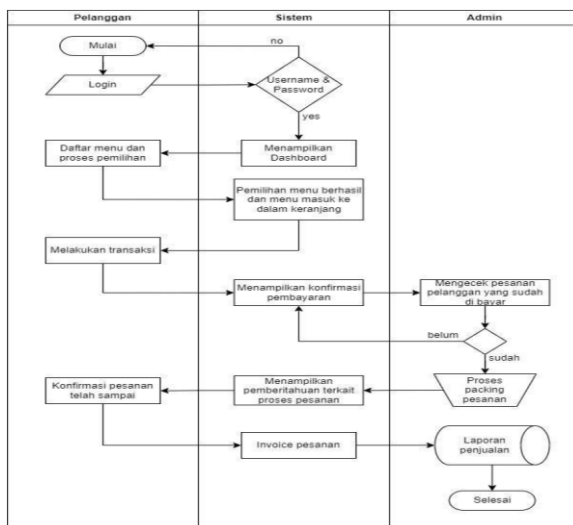 Pelanggan
Sistem
Admin
Mulai
no
Login
Username &
Password
yes
Daftar menu dan
proses pemilihan
Menampilkan
Dashboard
Pemilihan menu berhasil
dan menu masuk ke
dalam keranjang
Melakukan transaksi
Menampilkan konfirmasi
pembayaran
Mengecek pesanan
pelanggan yang sudah
di bayar
belum
sudah
Konfirmasi pesanan
telah sampai
Menampilkan
pemberitahuan terkait
proses pesanan
Proses
packing
pesanan
Invoice pesanan
Laporan
penjualan
Selesai